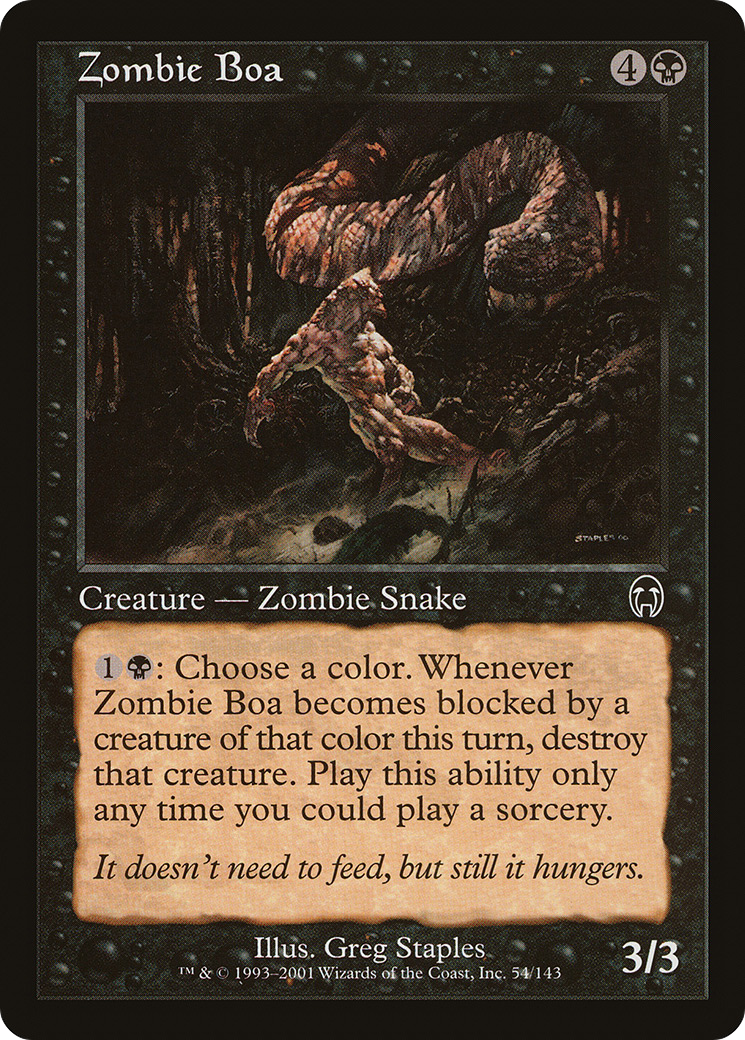 Zombie Boa 4
STAPLES 00
Creature — Zombie Snake
1: Choose a color. Whenever
Zombie Boa becomes blocked by a
creature of that color this turn, destroy
that creature. Play this ability only
any time you could play a sorcery.
It doesn't need to feed, but still it hungers.
Illus. Greg Staples
™ & © 1993–2001 Wizards of the Coast, Inc. 54/143
3/3